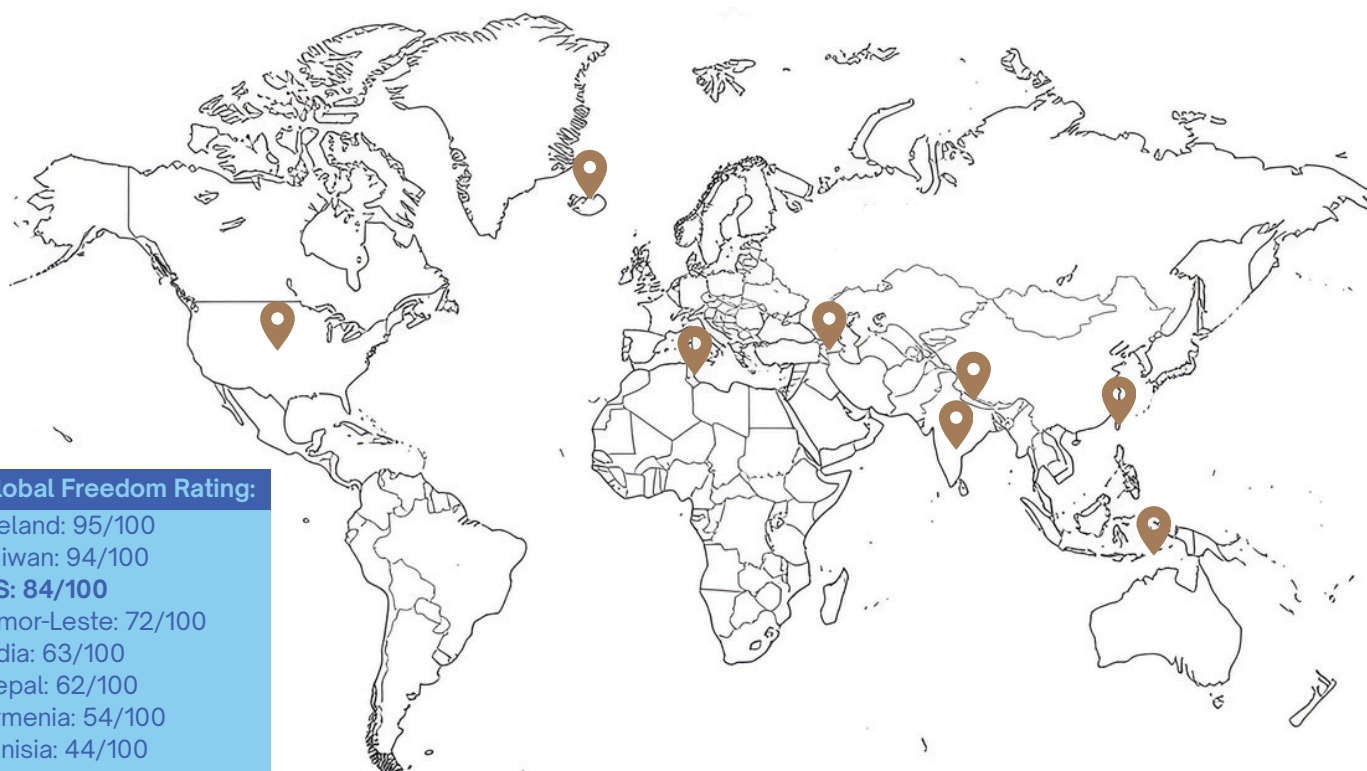 lobal Freedom Rating:
eland: 95/100
iwan: 94/100
S: 84/100
mor-Leste: 72/100
dia: 63/100
epal: 62/100
rmenia: 54/100
nisia: 44/100